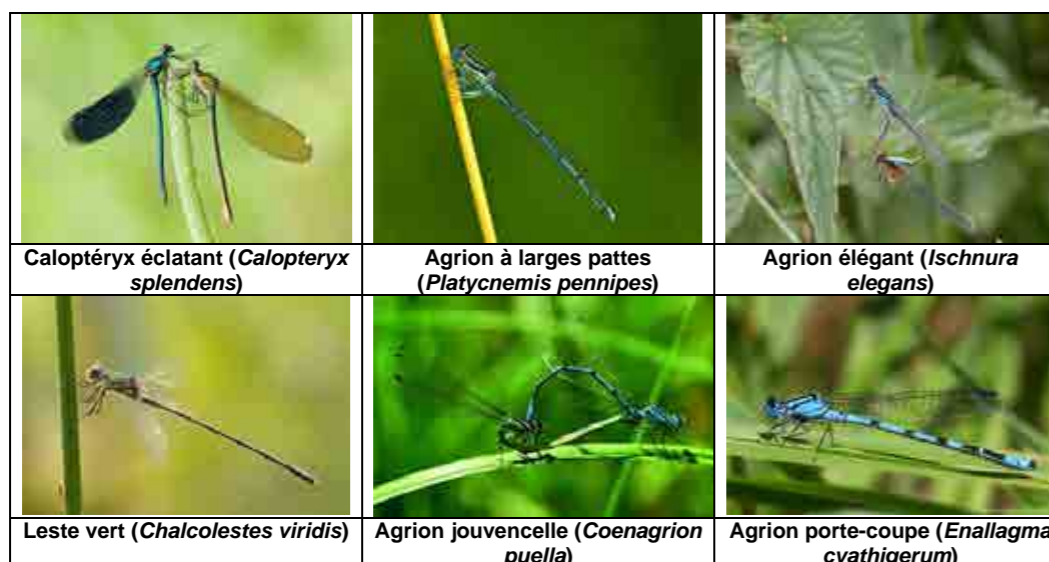 Caloptéryx éclatant (Calopteryx
splendens)
Agrion à larges pattes
(Platycnemis pennipes)
Agrion élégant (Ischnura
elegans)
Leste vert (Chalcolestes viridis)
Agrion jouvencelle (Coenagrion
puella)
Agrion porte-coupe (Enallagma
cyathigerum)